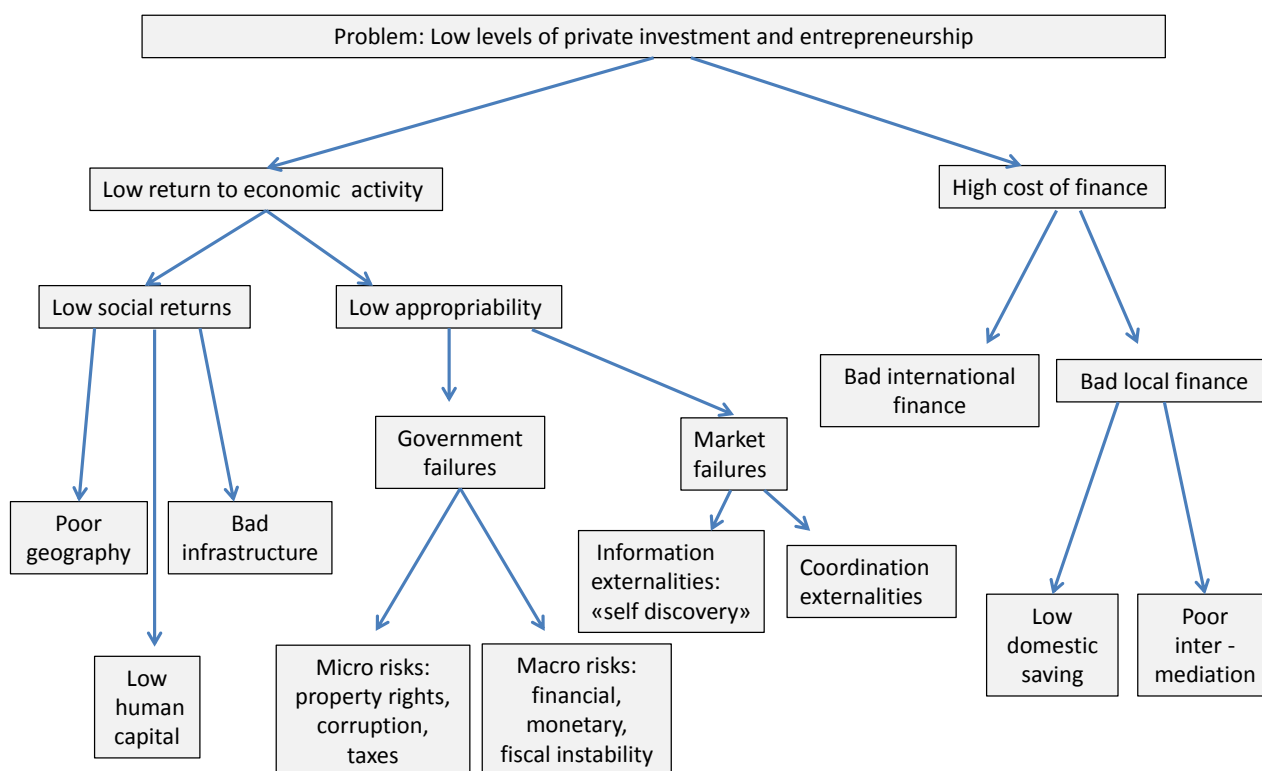 Problem: Low levels of private investment and entrepreneurship
Low return to economic activity
High cost of finance
Low social returns
Low appropriability
Bad international
finance
Bad local finance
Government
failures
Market
failures
Poor
geography
Bad
infrastructure
Information
externalities:
«self discovery»
Coordination
externalities
Low
domestic
saving
Poor
inter -
mediation
Low
human
capital
Micro risks:
property rights,
corruption,
taxes
Macro risks:
financial,
monetary,
fiscal instability